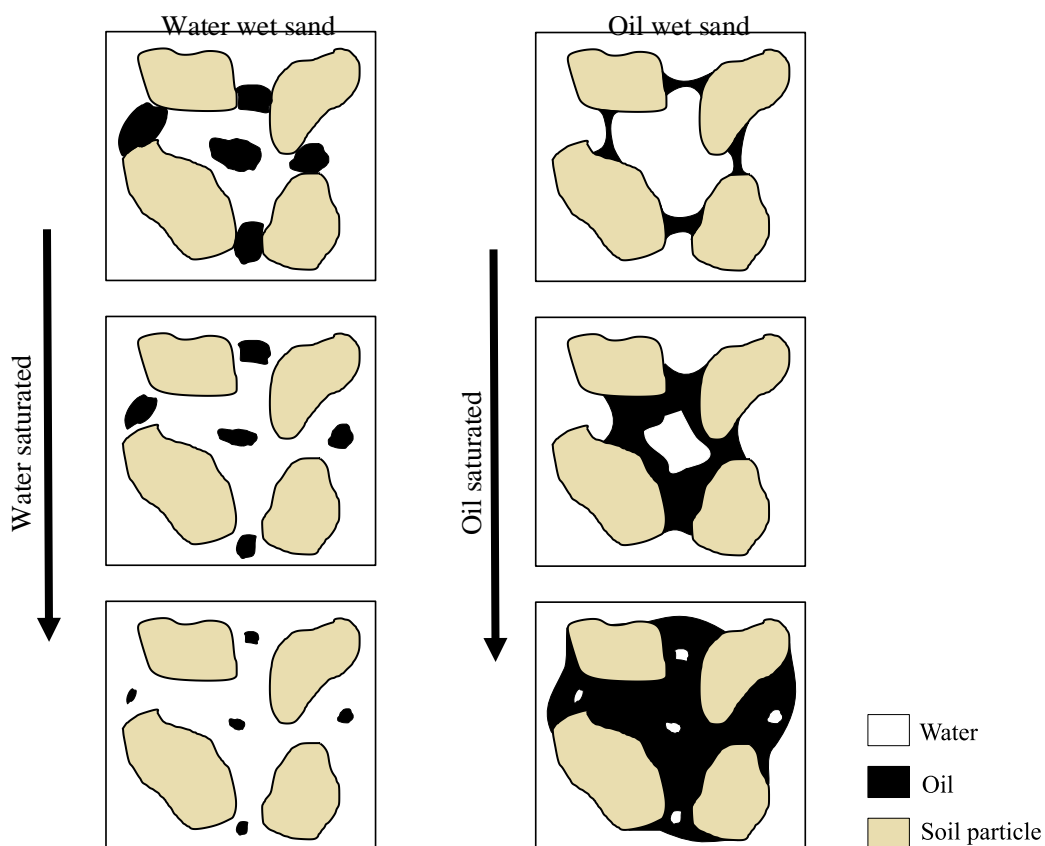 Water wet sand
Oil wet sand
Water saturated
Oil saturated
Water
Oil
Soil particle